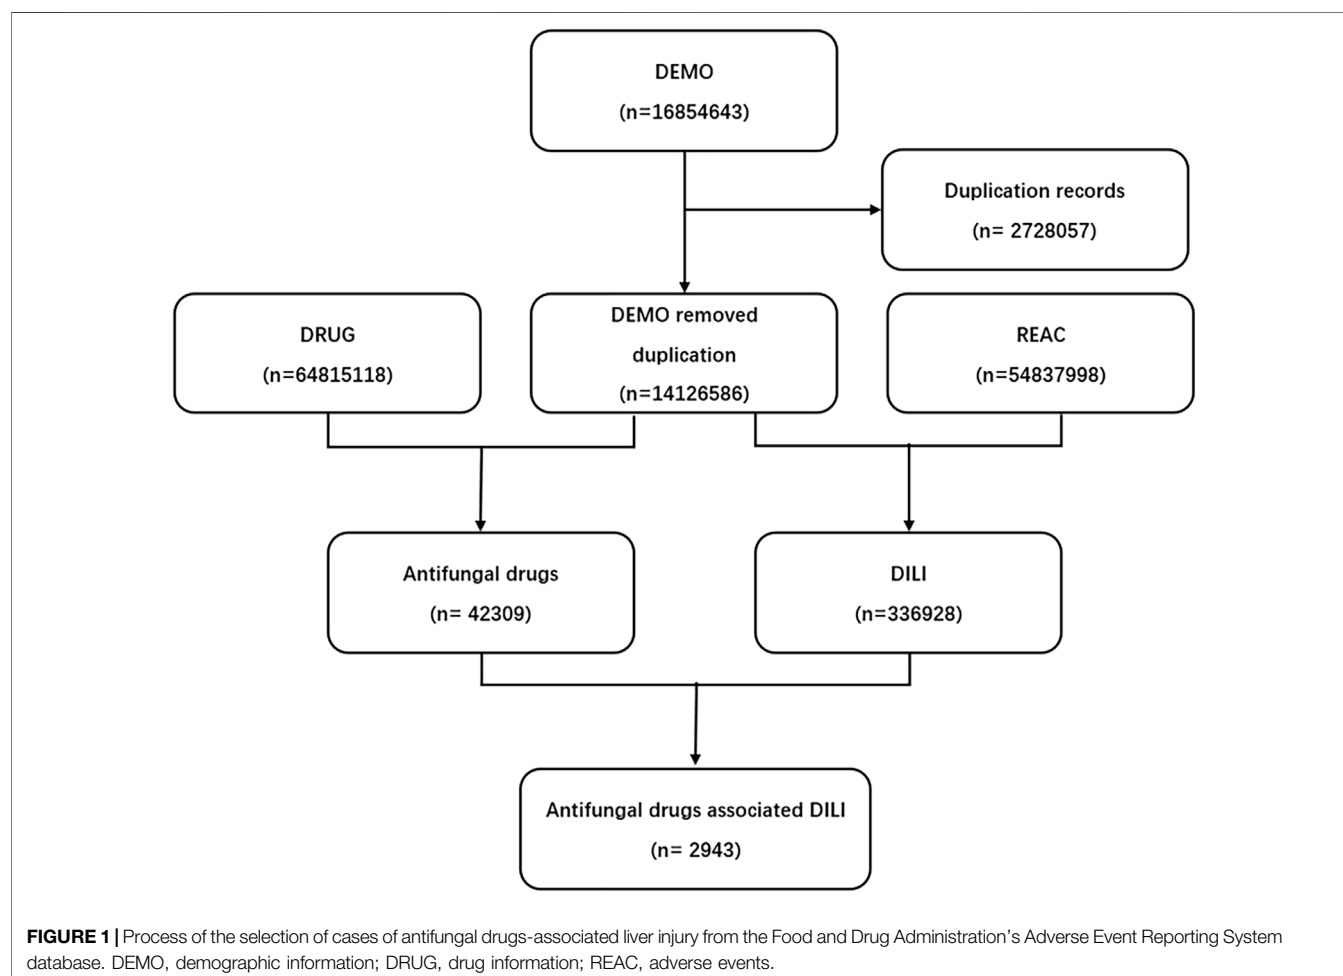 DEMO
(n=16854643)
Duplication records
(n= 2728057)
DRUG
(n=64815118)
DEMO removed
duplication
(n=14126586)
REAC
(n=54837998)
Antifungal drugs
(n= 42309)
DILI
(n=336928)
Antifungal drugs associated DILI
(n= 2943)
FIGURE 1 | Process of the selection of cases of antifungal drugs-associated liver injury from the Food and Drug Administration's Adverse Event Reporting System
database. DEMO, demographic information; DRUG, drug information; REAC, adverse events.